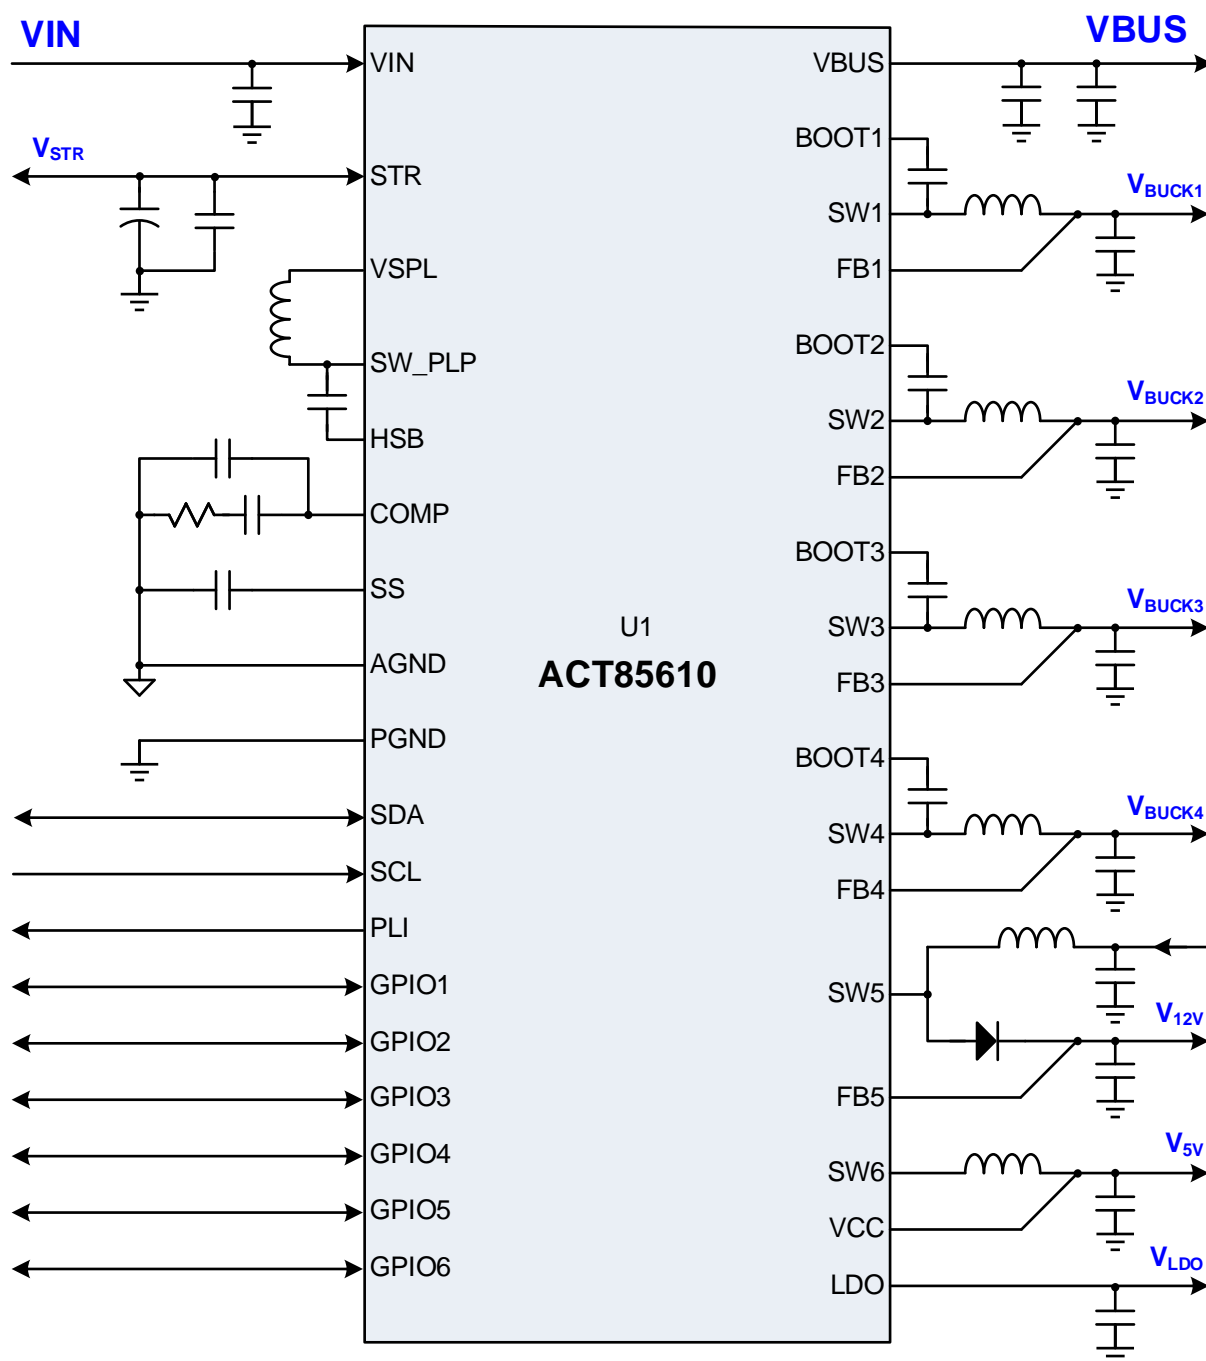 VIN
VBUS
VIN
VBUS
BOOT1
VSTR
STR
VBUCK1
SW1
VSPL
FB1
BOOT2
SW_PLP
VBUCK2
SW2
HSB
FB2
COMP
BOOT3
SS
VBUCK3
U1
SW3
AGND
ACT85610
FB3
PGND
BOOT4
SDA
VBUCK4
SW4
SCL
FB4
PLI
GPIO1
SW5
V12V
GPIO2
GPIO3
FB5
GPIO4
V5V
SW6
GPIO5
VCC
GPIO6
VLDO
LDO